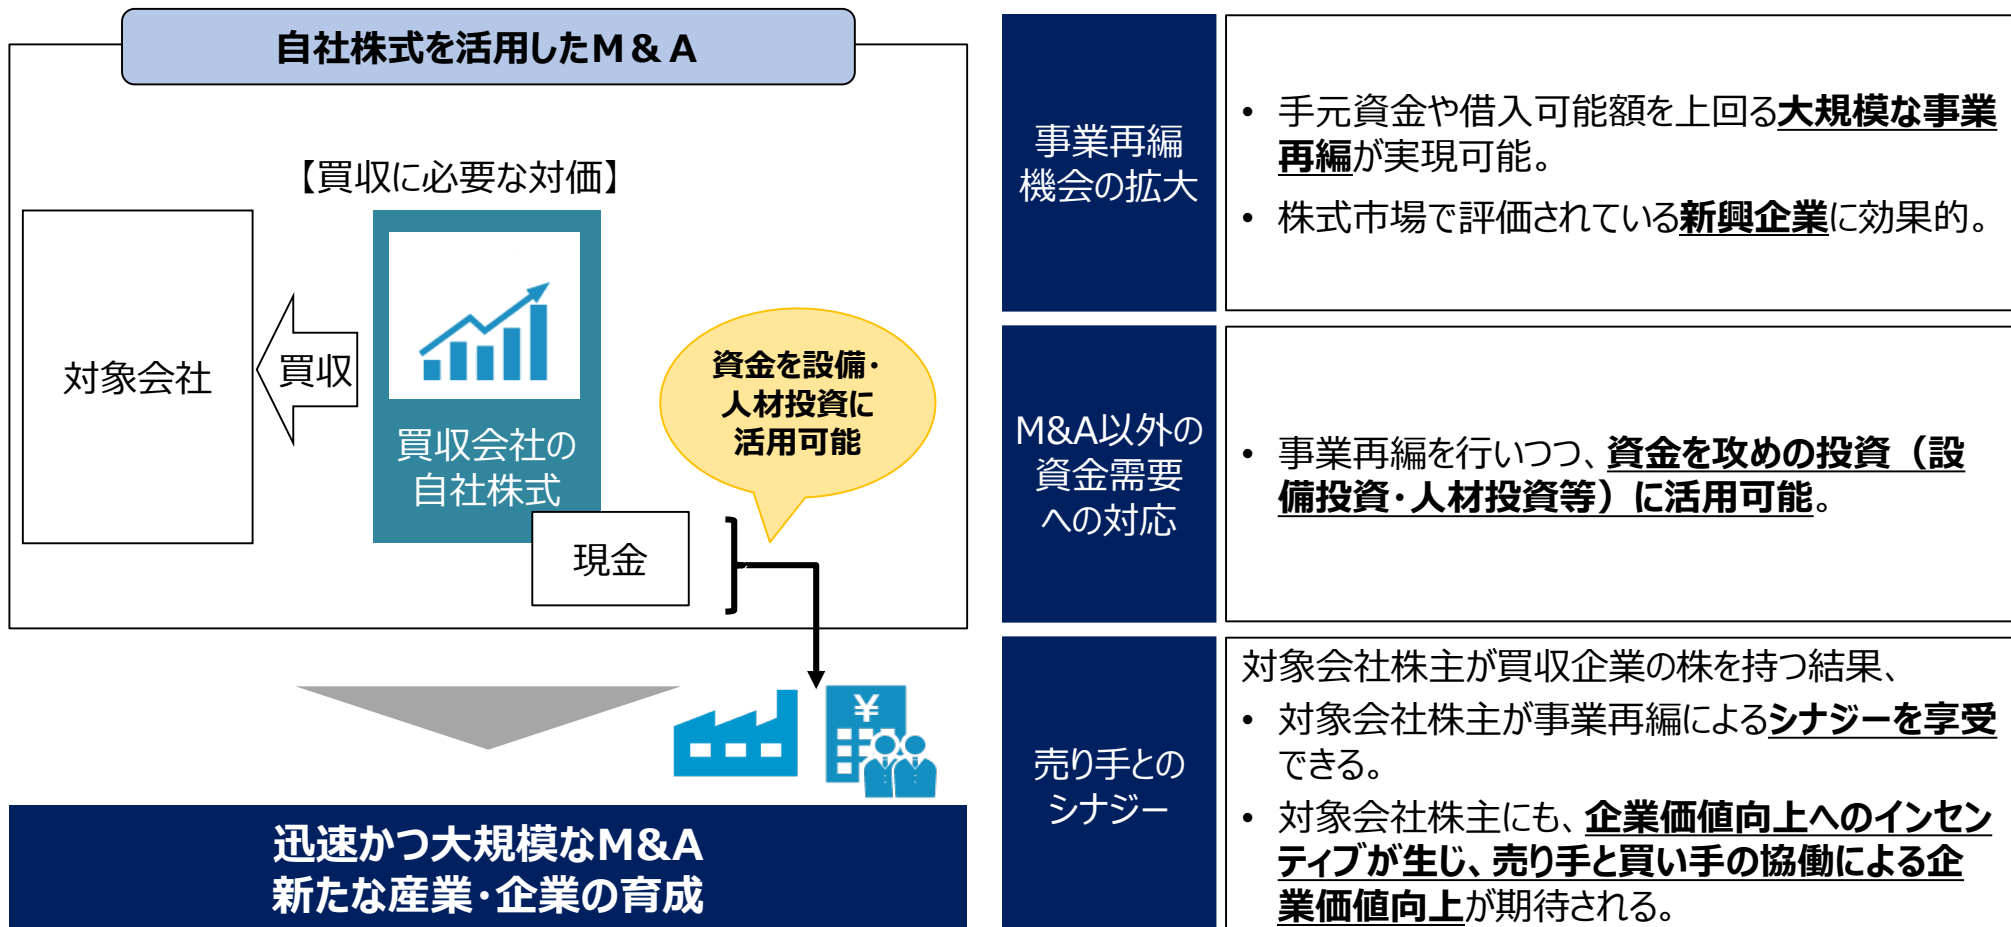 自社株式を活用したM＆A
【買収に必要な対価】
対象会社
買収
買収会社の
自社株式
現金
資金を設備・
人材投資に
活用可能
¥
迅速かつ大規模なM&A
新たな産業・企業の育成
事業再編
機会の拡大
• 手元資金や借入可能額を上回る大規模な事業
再編が実現可能。
• 株式市場で評価されている新興企業に効果的。
M&A以外の
資金需要
への対応
• 事業再編を行いつつ、資金を攻めの投資（設
備投資・人材投資等）に活用可能。
売り手との
シナジー
対象会社株主が買収企業の株を持つ結果、
• 対象会社株主が事業再編によるシナジーを享受
できる。
• 対象会社株主にも、企業価値向上へのインセン
ティブが生じ、売り手と買い手の協働による企
業価値向上が期待される。